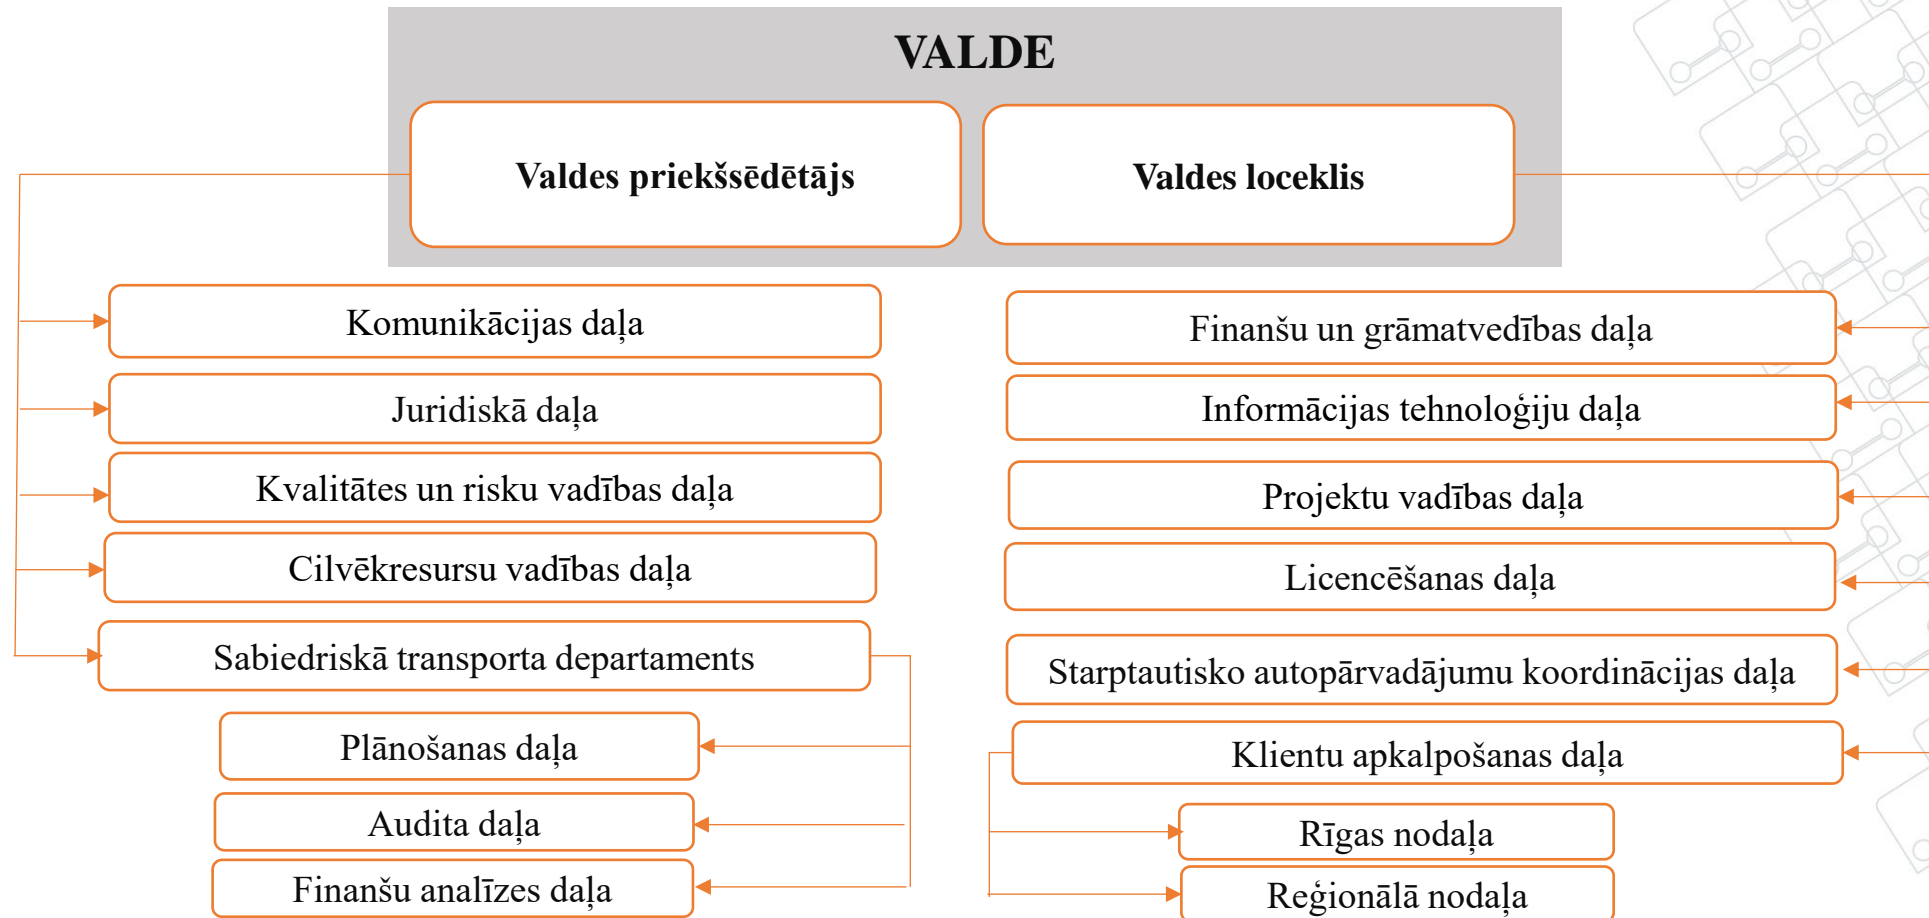 VALDE
Valdes priekšsēdētājs
Valdes loceklis
Komunikācijas daļa
Juridiskā daļa
Kvalitātes un risku vadības daļa
Cilvēkresursu vadības daļa
Sabiedriskā transporta departaments
Plānošanas daļa
Audita daļa
Finanšu analīzes daļa
Finanšu un grāmatvedības daļa
Informācijas tehnoloģiju daļa
Projektu vadības daļa
Licencēšanas daļa
Starptautisko autopārvadājumu koordinācijas daļa
Klientu apkalpošanas daļa
Rīgas nodaļa
Reģionālā nodaļa